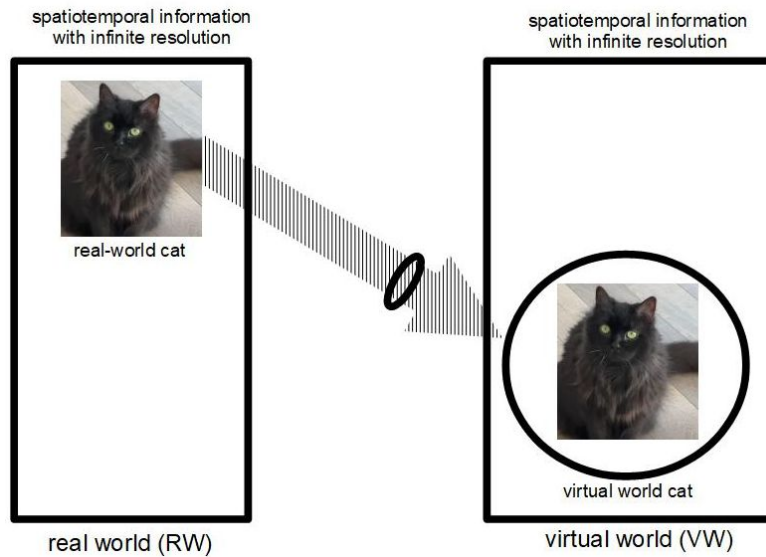 spatiotemporal information
with infinite resolution
real-world cat
real world (RW)
spatiotemporal information
with infinite resolution
virtual world cat
virtual world (VW)